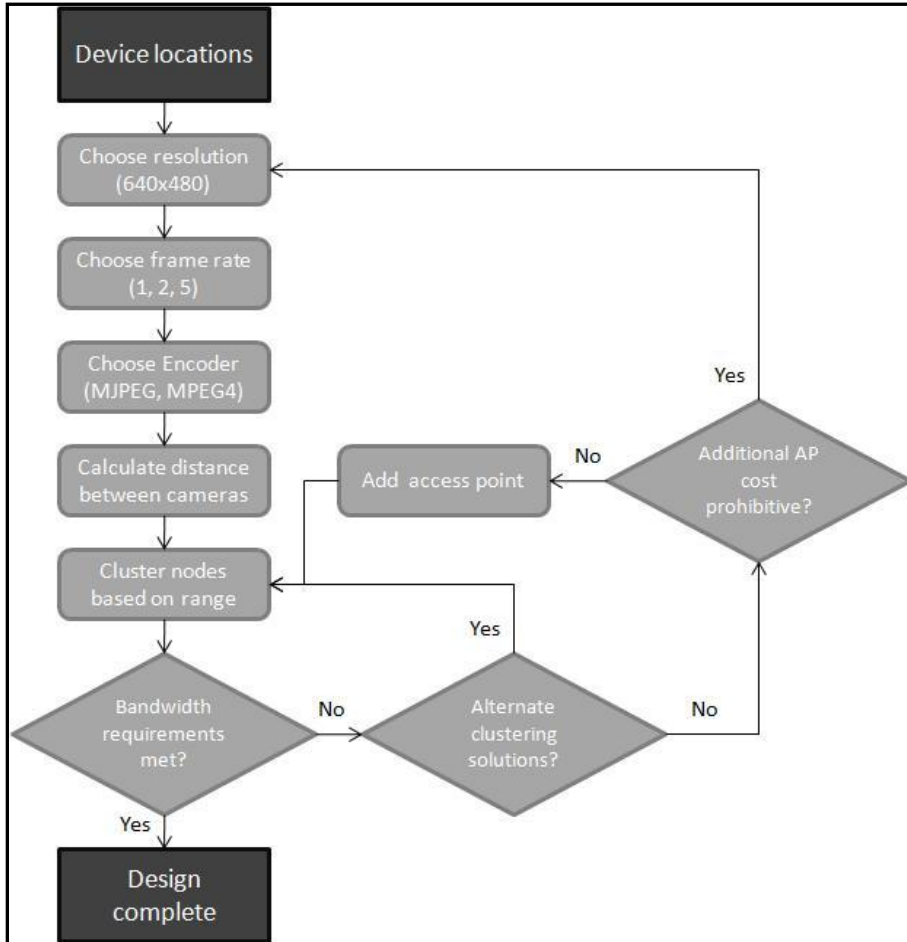 Device locations
Choose resolution
(640x480)
Choose frame rate
(1, 2, 5)
Choose Encoder
(MJPEG, MPEG4)
Calculate distance
between cameras
Cluster nodes
based on range
Bandwidth
requirements
met?
Yes
Design
complete
No
Alternate
clustering
solutions?
Yes
No
Additional AP
cost
prohibitive?
No
Add access point
Yes